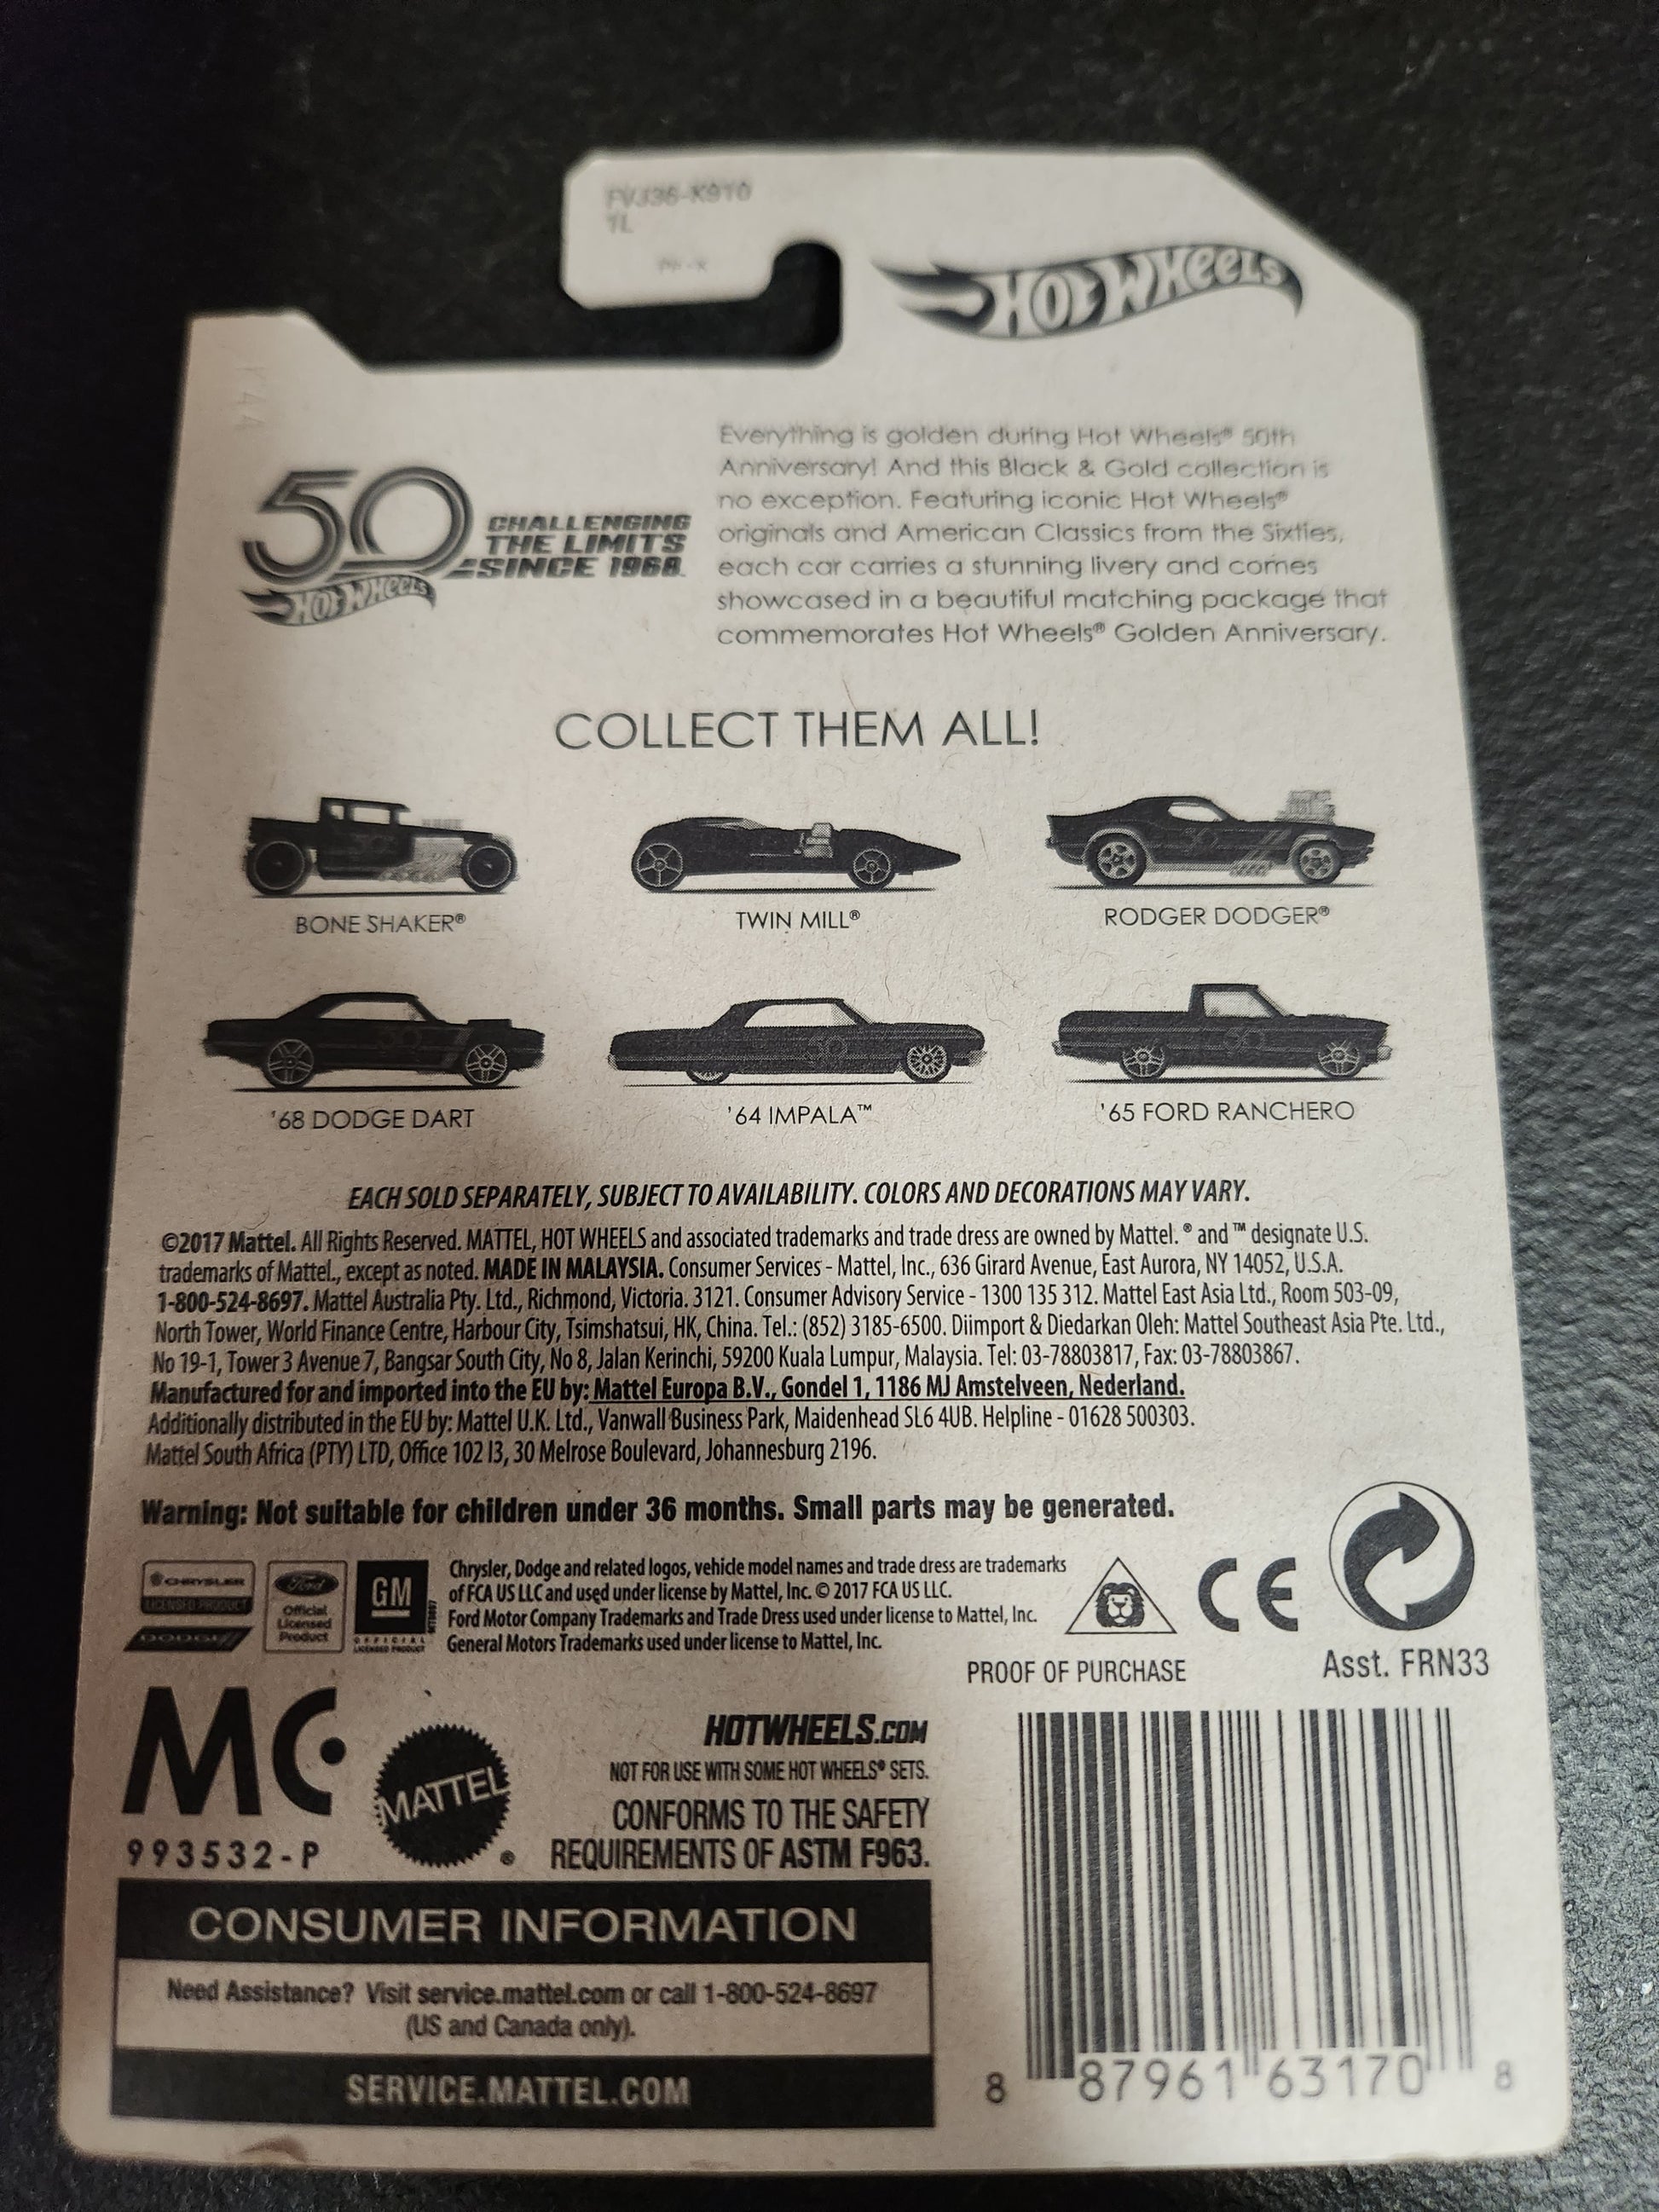 FVJ36-K910
1L
HOT WHEELS
K44
50 CHALLENGING
THE LIMITS
SINCE 1968.
HOT WHEELS
Everything is golden during Hot Wheels® 50th
Anniversary! And this Black & Gold collection is
no exception. Featuring iconic Hot Wheels®
originals and American Classics from the Sixties,
each car carries a stunning livery and comes
showcased in a beautiful matching package that
commemorates Hot Wheels® Golden Anniversary.
COLLECT THEM ALL!
BONE SHAKER®
TWIN MILL®
RODGER DODGER®
'68 DODGE DART
'64 IMPALA™
'65 FORD RANCHERO
EACH SOLD SEPARATELY, SUBJECT TO AVAILABILITY. COLORS AND DECORATIONS MAY VARY.
©2017 Mattel. All Rights Reserved. MATTEL, HOT WHEELS and associated trademarks and trade dress are owned by Mattel. ® and ™ designate U.S.
trademarks of Mattel., except as noted. MADE IN MALAYSIA. Consumer Services - Mattel, Inc., 636 Girard Avenue, East Aurora, NY 14052, U.S.A.
1-800-524-8697. Mattel Australia Pty. Ltd., Richmond, Victoria. 3121. Consumer Advisory Service - 1300 135 312. Mattel East Asia Ltd., Room 503-09,
North Tower, World Finance Centre, Harbour City, Tsimshatsui, HK, China. Tel.: (852) 3185-6500. Diimport & Diedarkan Oleh: Mattel Southeast Asia Pte. Ltd.,
No 19-1, Tower 3 Avenue 7, Bangsar South City, No 8, Jalan Kerinchi, 59200 Kuala Lumpur, Malaysia. Tel: 03-78803817, Fax: 03-78803867.
Manufactured for and imported into the EU by: Mattel Europa B.V., Gondel 1, 1186 MJ Amstelveen, Nederland.
Additionally distributed in the EU by: Mattel U.K. Ltd., Vanwall Business Park, Maidenhead SL6 4UB. Helpline - 01628 500303.
Mattel South Africa (PTY) LTD, Office 102 I3, 30 Melrose Boulevard, Johannesburg 2196.
Warning: Not suitable for children under 36 months. Small parts may be generated.
CHRYSLER
LICENSED PRODUCT
DODGE
Ford
Official
Licensed
Product
GM
OFFICIAL
LICENSED PRODUCT
Chrysler, Dodge and related logos, vehicle model names and trade dress are trademarks
of FCA US LLC and used under license by Mattel, Inc. © 2017 FCA US LLC.
Ford Motor Company Trademarks and Trade Dress used under license to Mattel, Inc.
General Motors Trademarks used under license to Mattel, Inc.
CE
PROOF OF PURCHASE
Asst. FRN33
MC
993532-P
MATTEL®
HOTWHEELS.COM
NOT FOR USE WITH SOME HOT WHEELS® SETS.
CONFORMS TO THE SAFETY
REQUIREMENTS OF ASTM F963.
CONSUMER INFORMATION
Need Assistance? Visit service.mattel.com or call 1-800-524-8697
(US and Canada only).
SERVICE.MATTEL.COM
8 87961 63170 8